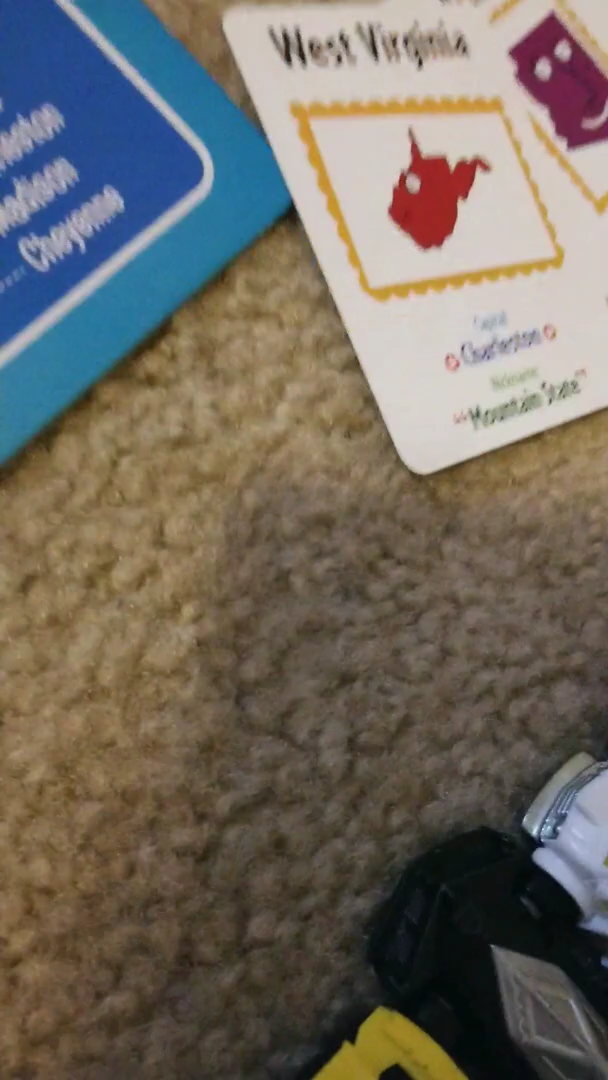 West Virginia
Capital
Charleston
Nickname
"Mountain State"
Madison
Cheyenne